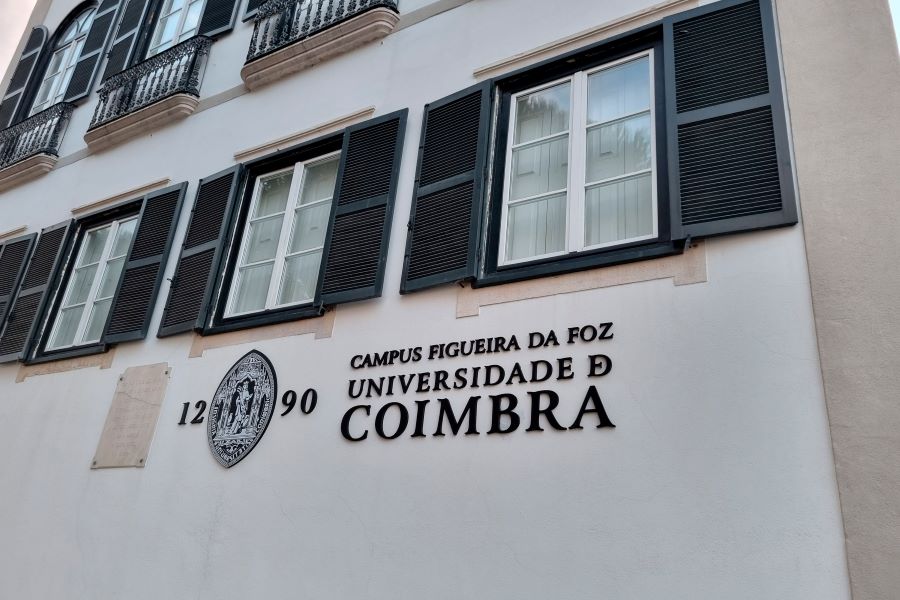 12 90
CAMPUS FIGUEIRA DA FOZ
UNIVERSIDADE Ð
COIMBRA